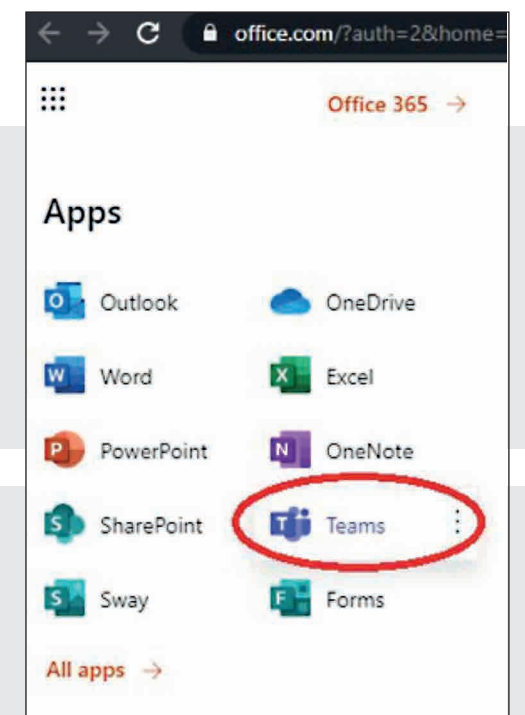 office.com/?auth=2&home=
Office 365 →
Apps
Outlook OneDrive
Word Excel
PowerPoint OneNote
SharePoint Teams
Sway Forms
All apps →